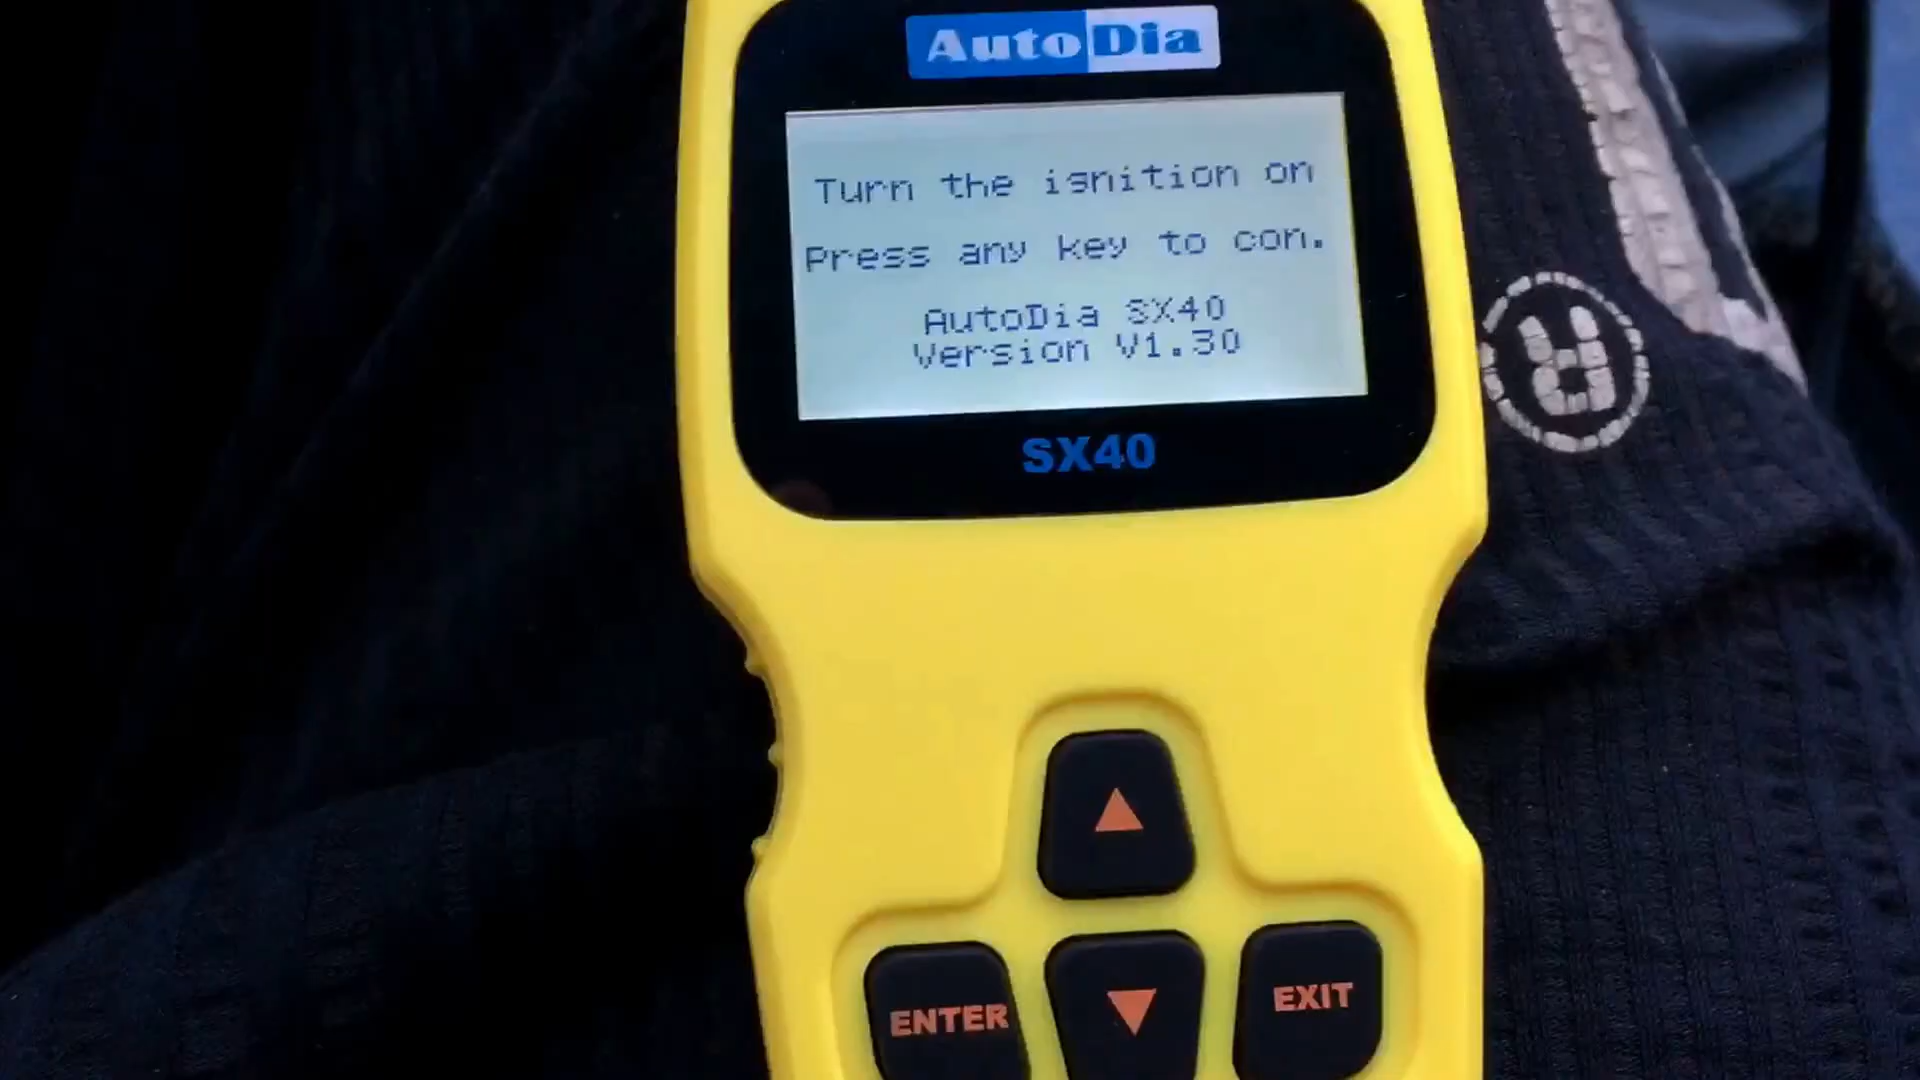 AutoDia
Turn the ignition on
Press any key to con.
AutoDia SX40
Version V1.30
SX40
ENTER
EXIT